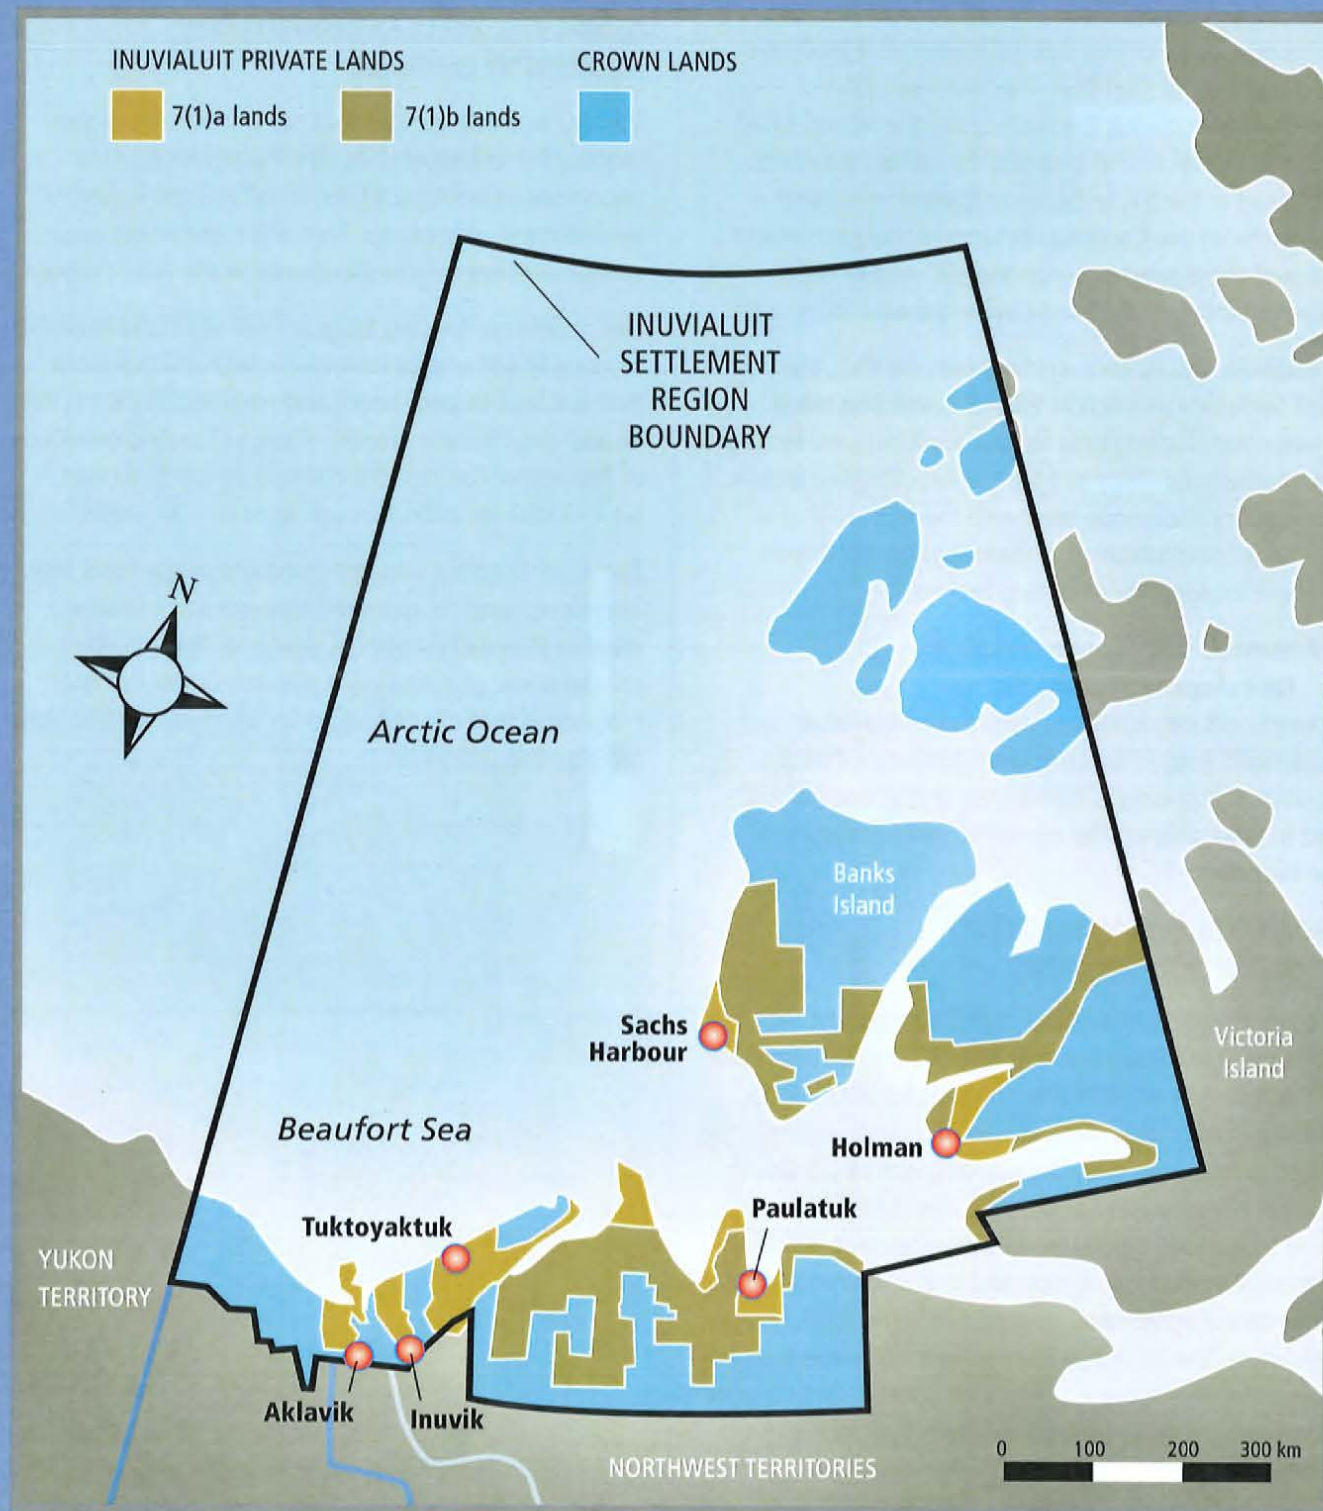 INUVIALUIT PRIVATE LANDS
CROWN LANDS
7(1)a lands
7(1)b lands
INUVIALUIT
SETTLEMENT
REGION
BOUNDARY
N
Arctic Ocean
Banks
Island
Sachs
Harbour
Victoria
Island
Beaufort Sea
Holman
Paulatuk
Tuktoyaktuk
YUKON
TERRITORY
Aklavik
Inuvik
NORTHWEST TERRITORIES
0 100 200 300 km